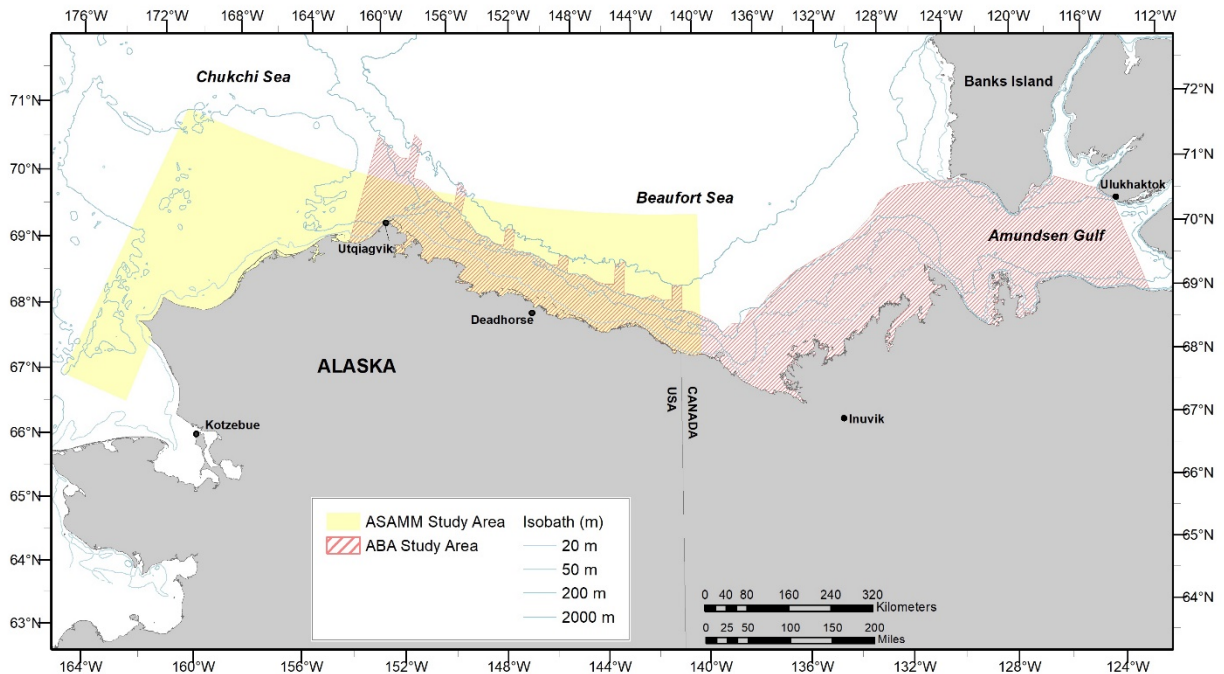 176°W 172°W 168°W 164°W 160°W 156°W 152°W 148°W 144°W 140°W 136°W 132°W 128°W 124°W 120°W 116°W 112°W
Chukchi Sea
Banks Island
71°N
72°N
70°N
71°N
Beaufort Sea
Ulukhaktok
70°N
69°N
Utqiagvik
Amundsen Gulf
68°N
69°N
Deadhorse
67°N
68°N
ALASKA
USA
CANADA
66°N
Kotzebue
Inuvik
67°N
66°N
65°N
65°N
64°N
64°N
63°N
ASAMM Study Area
ABA Study Area
Isobath (m)
20 m
50 m
200 m
2000 m
0 40 80 160 240 320
Kilometers
0 25 50 100 150 200
Miles
164°W 160°W 156°W 152°W 148°W 144°W 140°W 136°W 132°W 128°W 124°W